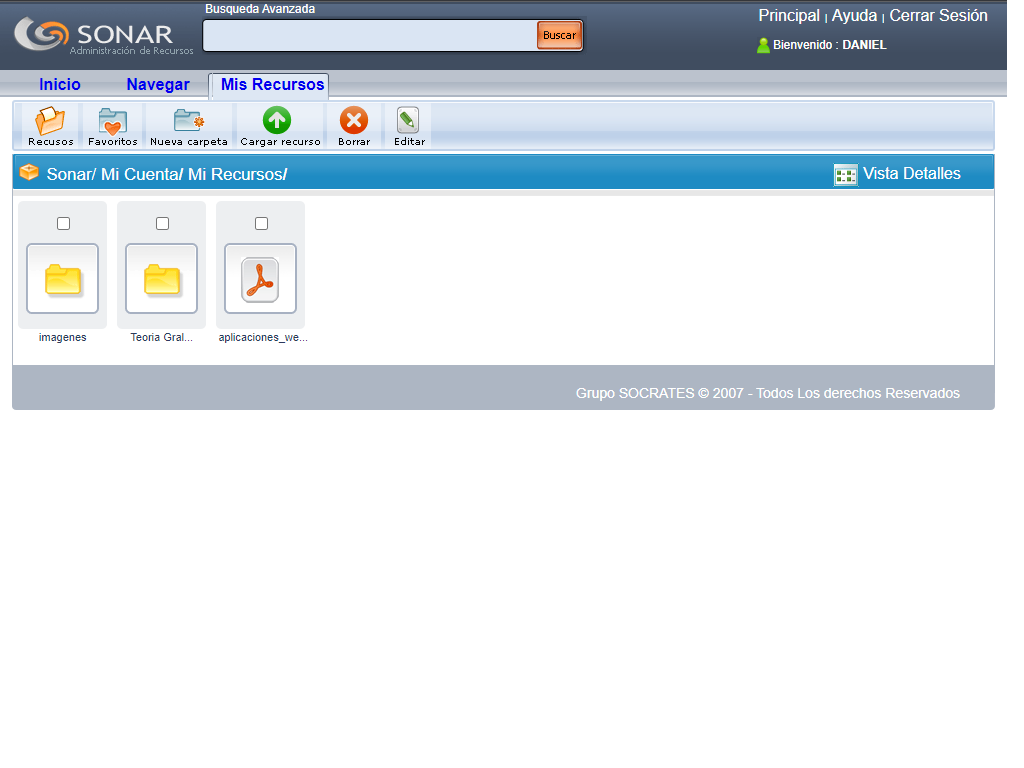 Busqueda Avanzada
SONAR
Administración de Recursos
Buscar
Principal | Ayuda | Cerrar Sesión
Bienvenido : DANIEL
Inicio Navegar Mis Recursos
Recusos Favoritos Nueva carpeta Cargar recurso Borrar Editar
Sonar/ Mi Cuenta/ Mi Recursos/ Vista Detalles
imagenes Teoria Gral... aplicaciones_we...
Grupo SOCRATES © 2007 - Todos Los derechos Reservados